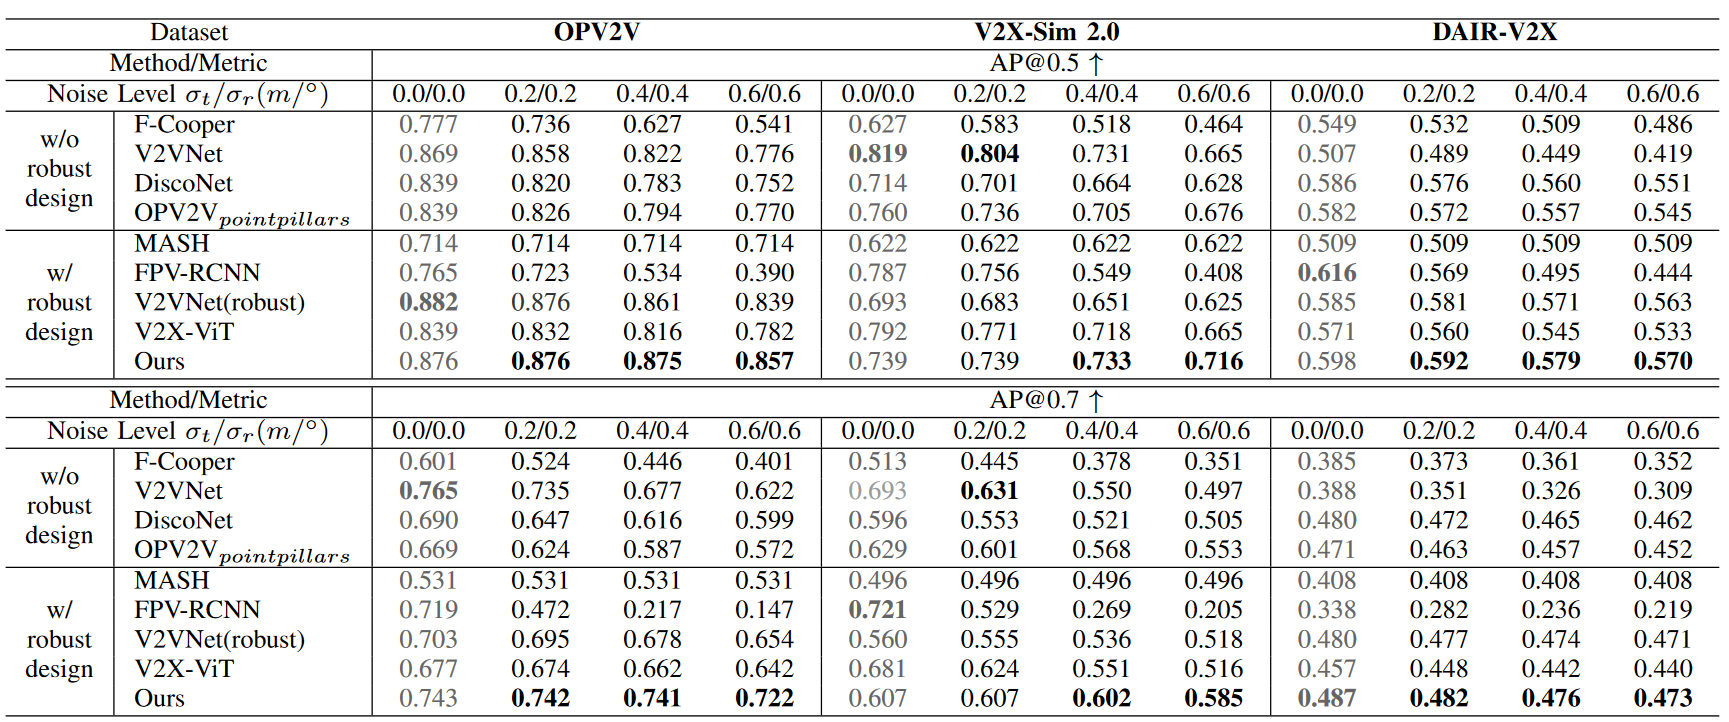 Dataset OPV2V V2X-Sim 2.0 DAIR-V2X
Method/Metric AP@0.5 ↑
Noise Level σt/σr(m/°) 0.0/0.0 0.2/0.2 0.4/0.4 0.6/0.6 0.0/0.0 0.2/0.2 0.4/0.4 0.6/0.6 0.0/0.0 0.2/0.2 0.4/0.4 0.6/0.6
w/o robust design
F-Cooper 0.777 0.736 0.627 0.541 0.627 0.583 0.518 0.464 0.549 0.532 0.509 0.486
V2VNet 0.869 0.858 0.822 0.776 0.819 0.804 0.731 0.665 0.507 0.489 0.449 0.419
DiscoNet 0.839 0.820 0.783 0.752 0.714 0.701 0.664 0.628 0.586 0.576 0.560 0.551
OPV2Vpointpillars 0.839 0.826 0.794 0.770 0.760 0.736 0.705 0.676 0.582 0.572 0.557 0.545
w/ robust design
MASH 0.714 0.714 0.714 0.714 0.622 0.622 0.622 0.622 0.509 0.509 0.509 0.509
FPV-RCNN 0.765 0.723 0.534 0.390 0.787 0.756 0.549 0.408 0.616 0.569 0.495 0.444
V2VNet(robust) 0.882 0.876 0.861 0.839 0.693 0.683 0.651 0.625 0.585 0.581 0.571 0.563
V2X-ViT 0.839 0.832 0.816 0.782 0.792 0.771 0.718 0.665 0.571 0.560 0.545 0.533
Ours 0.876 0.876 0.875 0.857 0.739 0.739 0.733 0.716 0.598 0.592 0.579 0.570
Method/Metric AP@0.7 ↑
Noise Level σt/σr(m/°) 0.0/0.0 0.2/0.2 0.4/0.4 0.6/0.6 0.0/0.0 0.2/0.2 0.4/0.4 0.6/0.6 0.0/0.0 0.2/0.2 0.4/0.4 0.6/0.6
w/o robust design
F-Cooper 0.601 0.524 0.446 0.401 0.513 0.445 0.378 0.351 0.385 0.373 0.361 0.352
V2VNet 0.765 0.735 0.677 0.622 0.693 0.631 0.550 0.497 0.388 0.351 0.326 0.309
DiscoNet 0.690 0.647 0.616 0.599 0.596 0.553 0.521 0.505 0.480 0.472 0.465 0.462
OPV2Vpointpillars 0.669 0.624 0.587 0.572 0.629 0.601 0.568 0.553 0.471 0.463 0.457 0.452
w/ robust design
MASH 0.531 0.531 0.531 0.531 0.496 0.496 0.496 0.496 0.408 0.408 0.408 0.408
FPV-RCNN 0.719 0.472 0.217 0.147 0.721 0.529 0.269 0.205 0.338 0.282 0.236 0.219
V2VNet(robust) 0.703 0.695 0.678 0.654 0.560 0.555 0.536 0.518 0.480 0.477 0.474 0.471
V2X-ViT 0.677 0.674 0.662 0.642 0.681 0.624 0.551 0.516 0.457 0.448 0.442 0.440
Ours 0.743 0.742 0.741 0.722 0.607 0.607 0.602 0.585 0.487 0.482 0.476 0.473